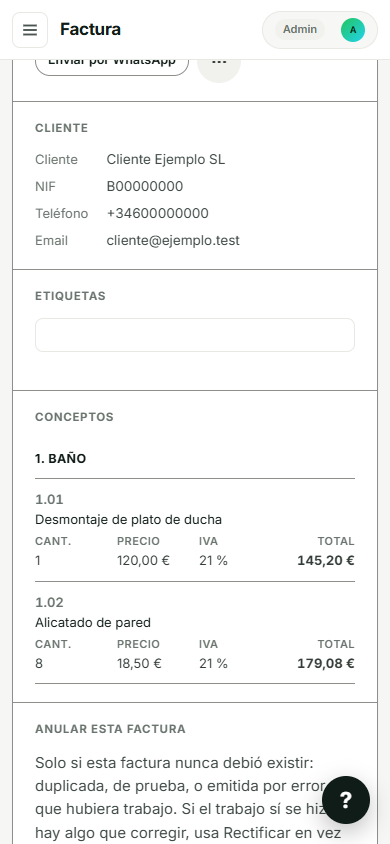 Factura
Admin
A
Enviar por WhatsApp
...
CLIENTE
Cliente Cliente Ejemplo SL
NIF B00000000
Teléfono +34600000000
Email cliente@ejemplo.test
ETIQUETAS
CONCEPTOS
1. BAÑO
1.01
Desmontaje de plato de ducha
CANT. PRECIO IVA TOTAL
1 120,00 € 21 % 145,20 €
1.02
Alicatado de pared
CANT. PRECIO IVA TOTAL
8 18,50 € 21 % 179,08 €
ANULAR ESTA FACTURA
Solo si esta factura nunca debió existir:
duplicada, de prueba, o emitida por error
que hubiera trabajo. Si el trabajo sí se
hay algo que corregir, usa Rectificar en vez
?